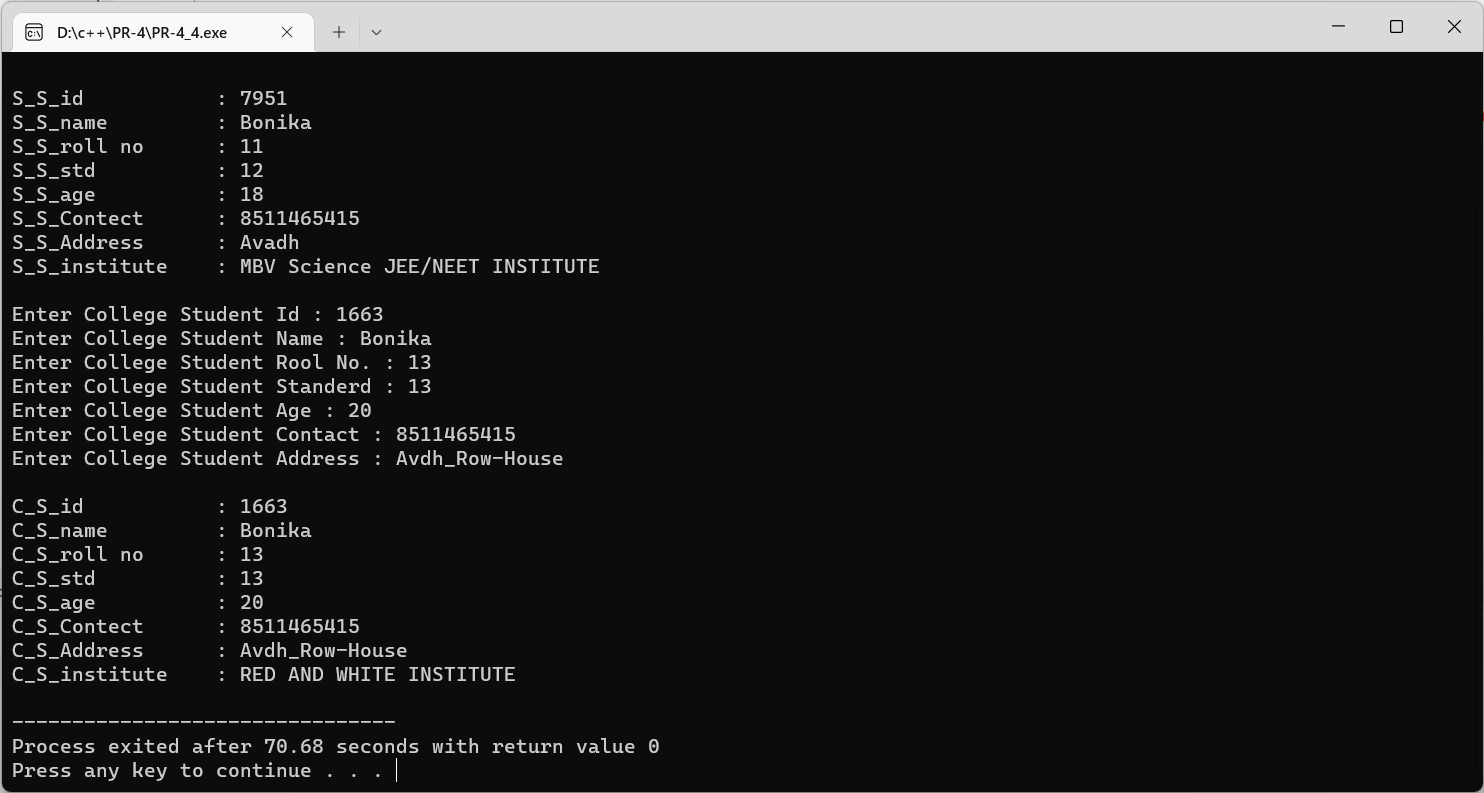 D:\c++\PR-4\PR-4_4.exe
S_S_id : 7951
S_S_name : Bonika
S_S_roll no : 11
S_S_std : 12
S_S_age : 18
S_S_Contect : 8511465415
S_S_Address : Avadh
S_S_institute : MBV Science JEE/NEET INSTITUTE
Enter College Student Id : 1663
Enter College Student Name : Bonika
Enter College Student Rool No. : 13
Enter College Student Standerd : 13
Enter College Student Age : 20
Enter College Student Contact : 8511465415
Enter College Student Address : Avdh_Row-House
C_S_id : 1663
C_S_name : Bonika
C_S_roll no : 13
C_S_std : 13
C_S_age : 20
C_S_Contect : 8511465415
C_S_Address : Avdh_Row-House
C_S_institute : RED AND WHITE INSTITUTE
--------------------------------
Process exited after 70.68 seconds with return value 0
Press any key to continue . . .